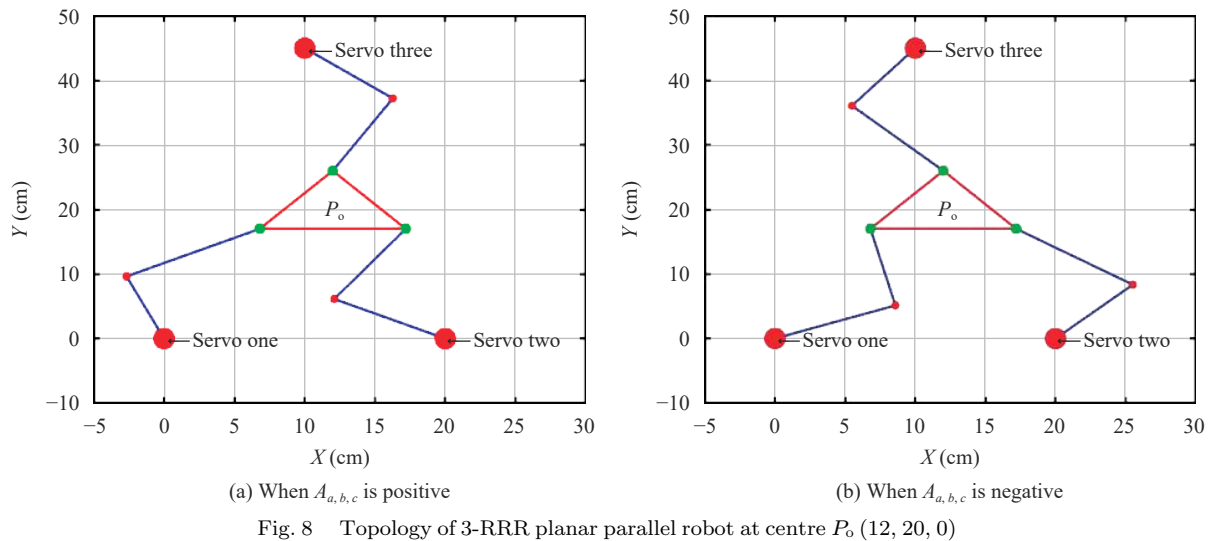 50
40
30
20
10
0
−10
Y (cm)
Servo three
Pₒ
Servo one
Servo two
−5 0 5 10 15 20 25 30
X (cm)
(a) When A_{a, b, c} is positive
50
40
30
20
10
0
−10
Y (cm)
Servo three
Pₒ
Servo one
Servo two
−5 0 5 10 15 20 25 30
X (cm)
(b) When A_{a, b, c} is negative
Fig. 8 Topology of 3-RRR planar parallel robot at centre Pₒ (12, 20, 0)